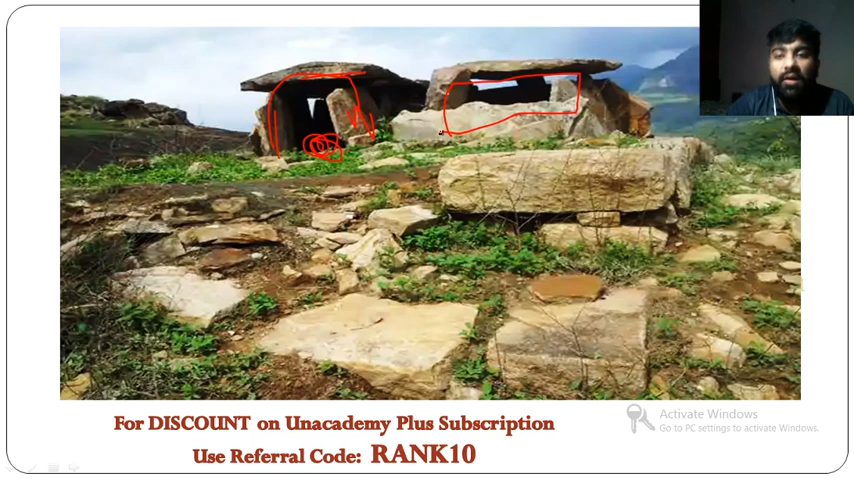 For DISCOUNT on Unacademy Plus Subscription
Use Referral Code: RANK10
Activate Windows
Go to PC settings to activate Windows.